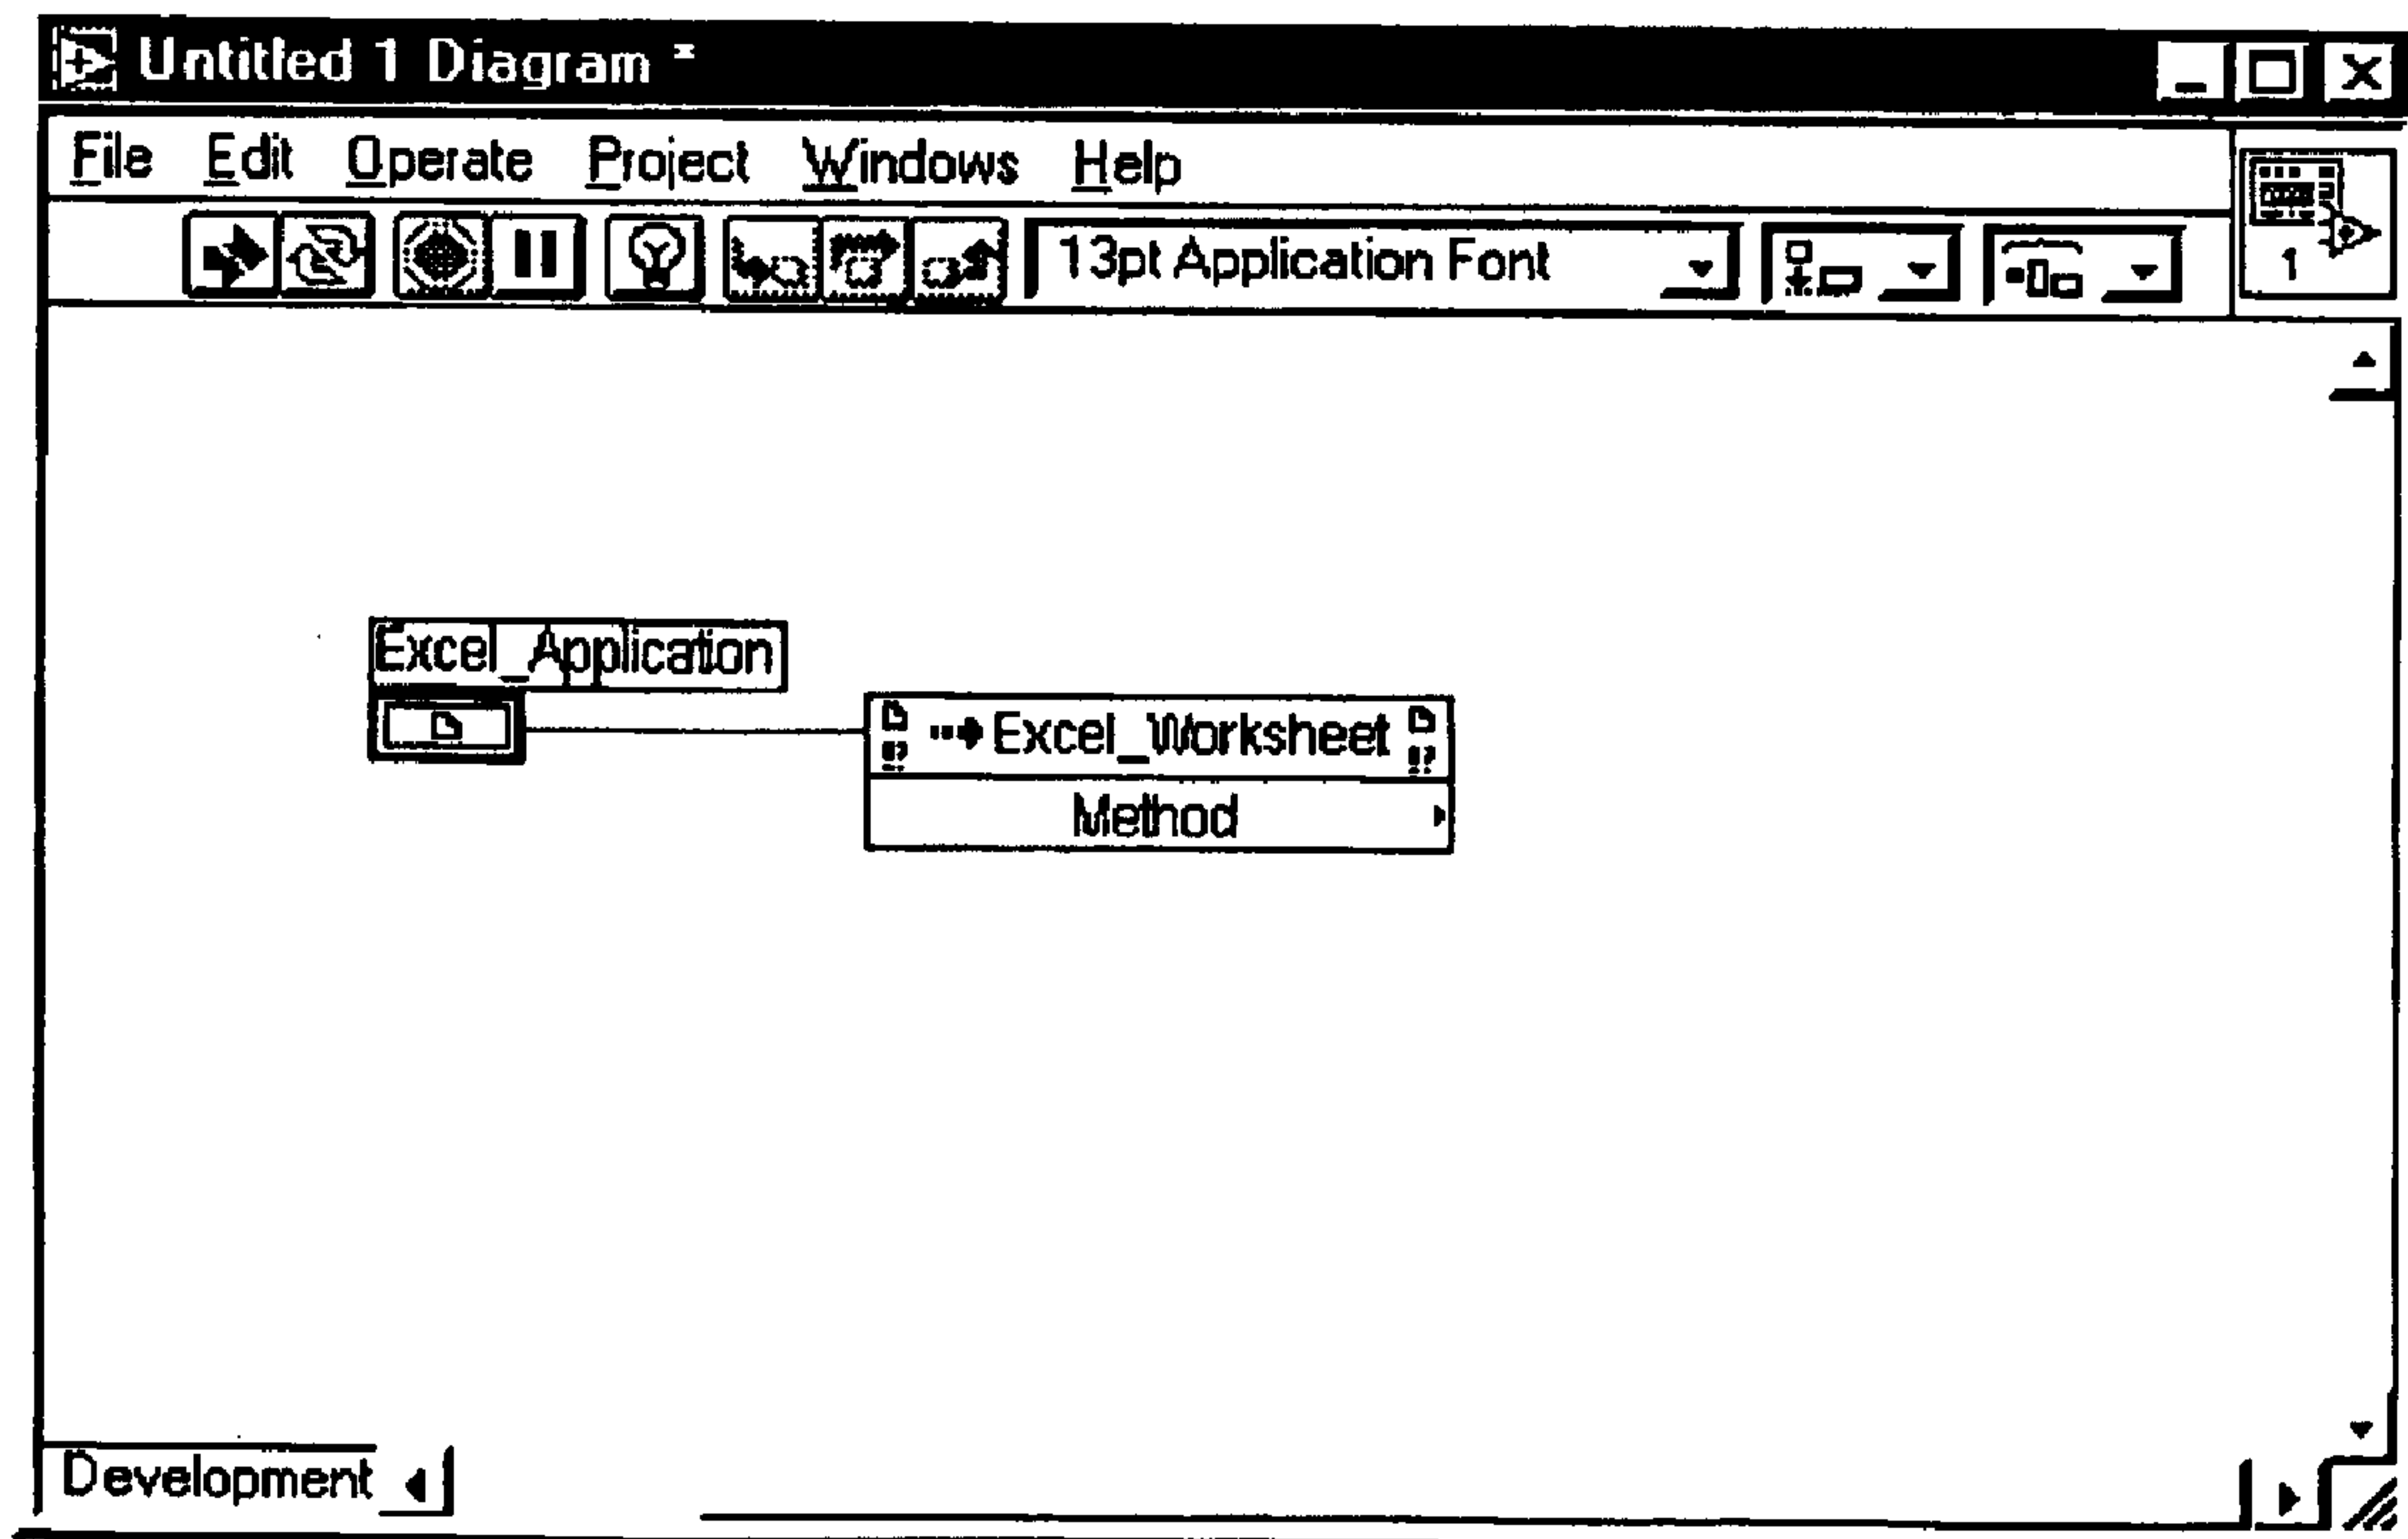 Untitled 1 Diagram *
File Edit Operate Project Windows Help
13pt Application Font
1
Excel_Application
Excel_Worksheet
Method
Development